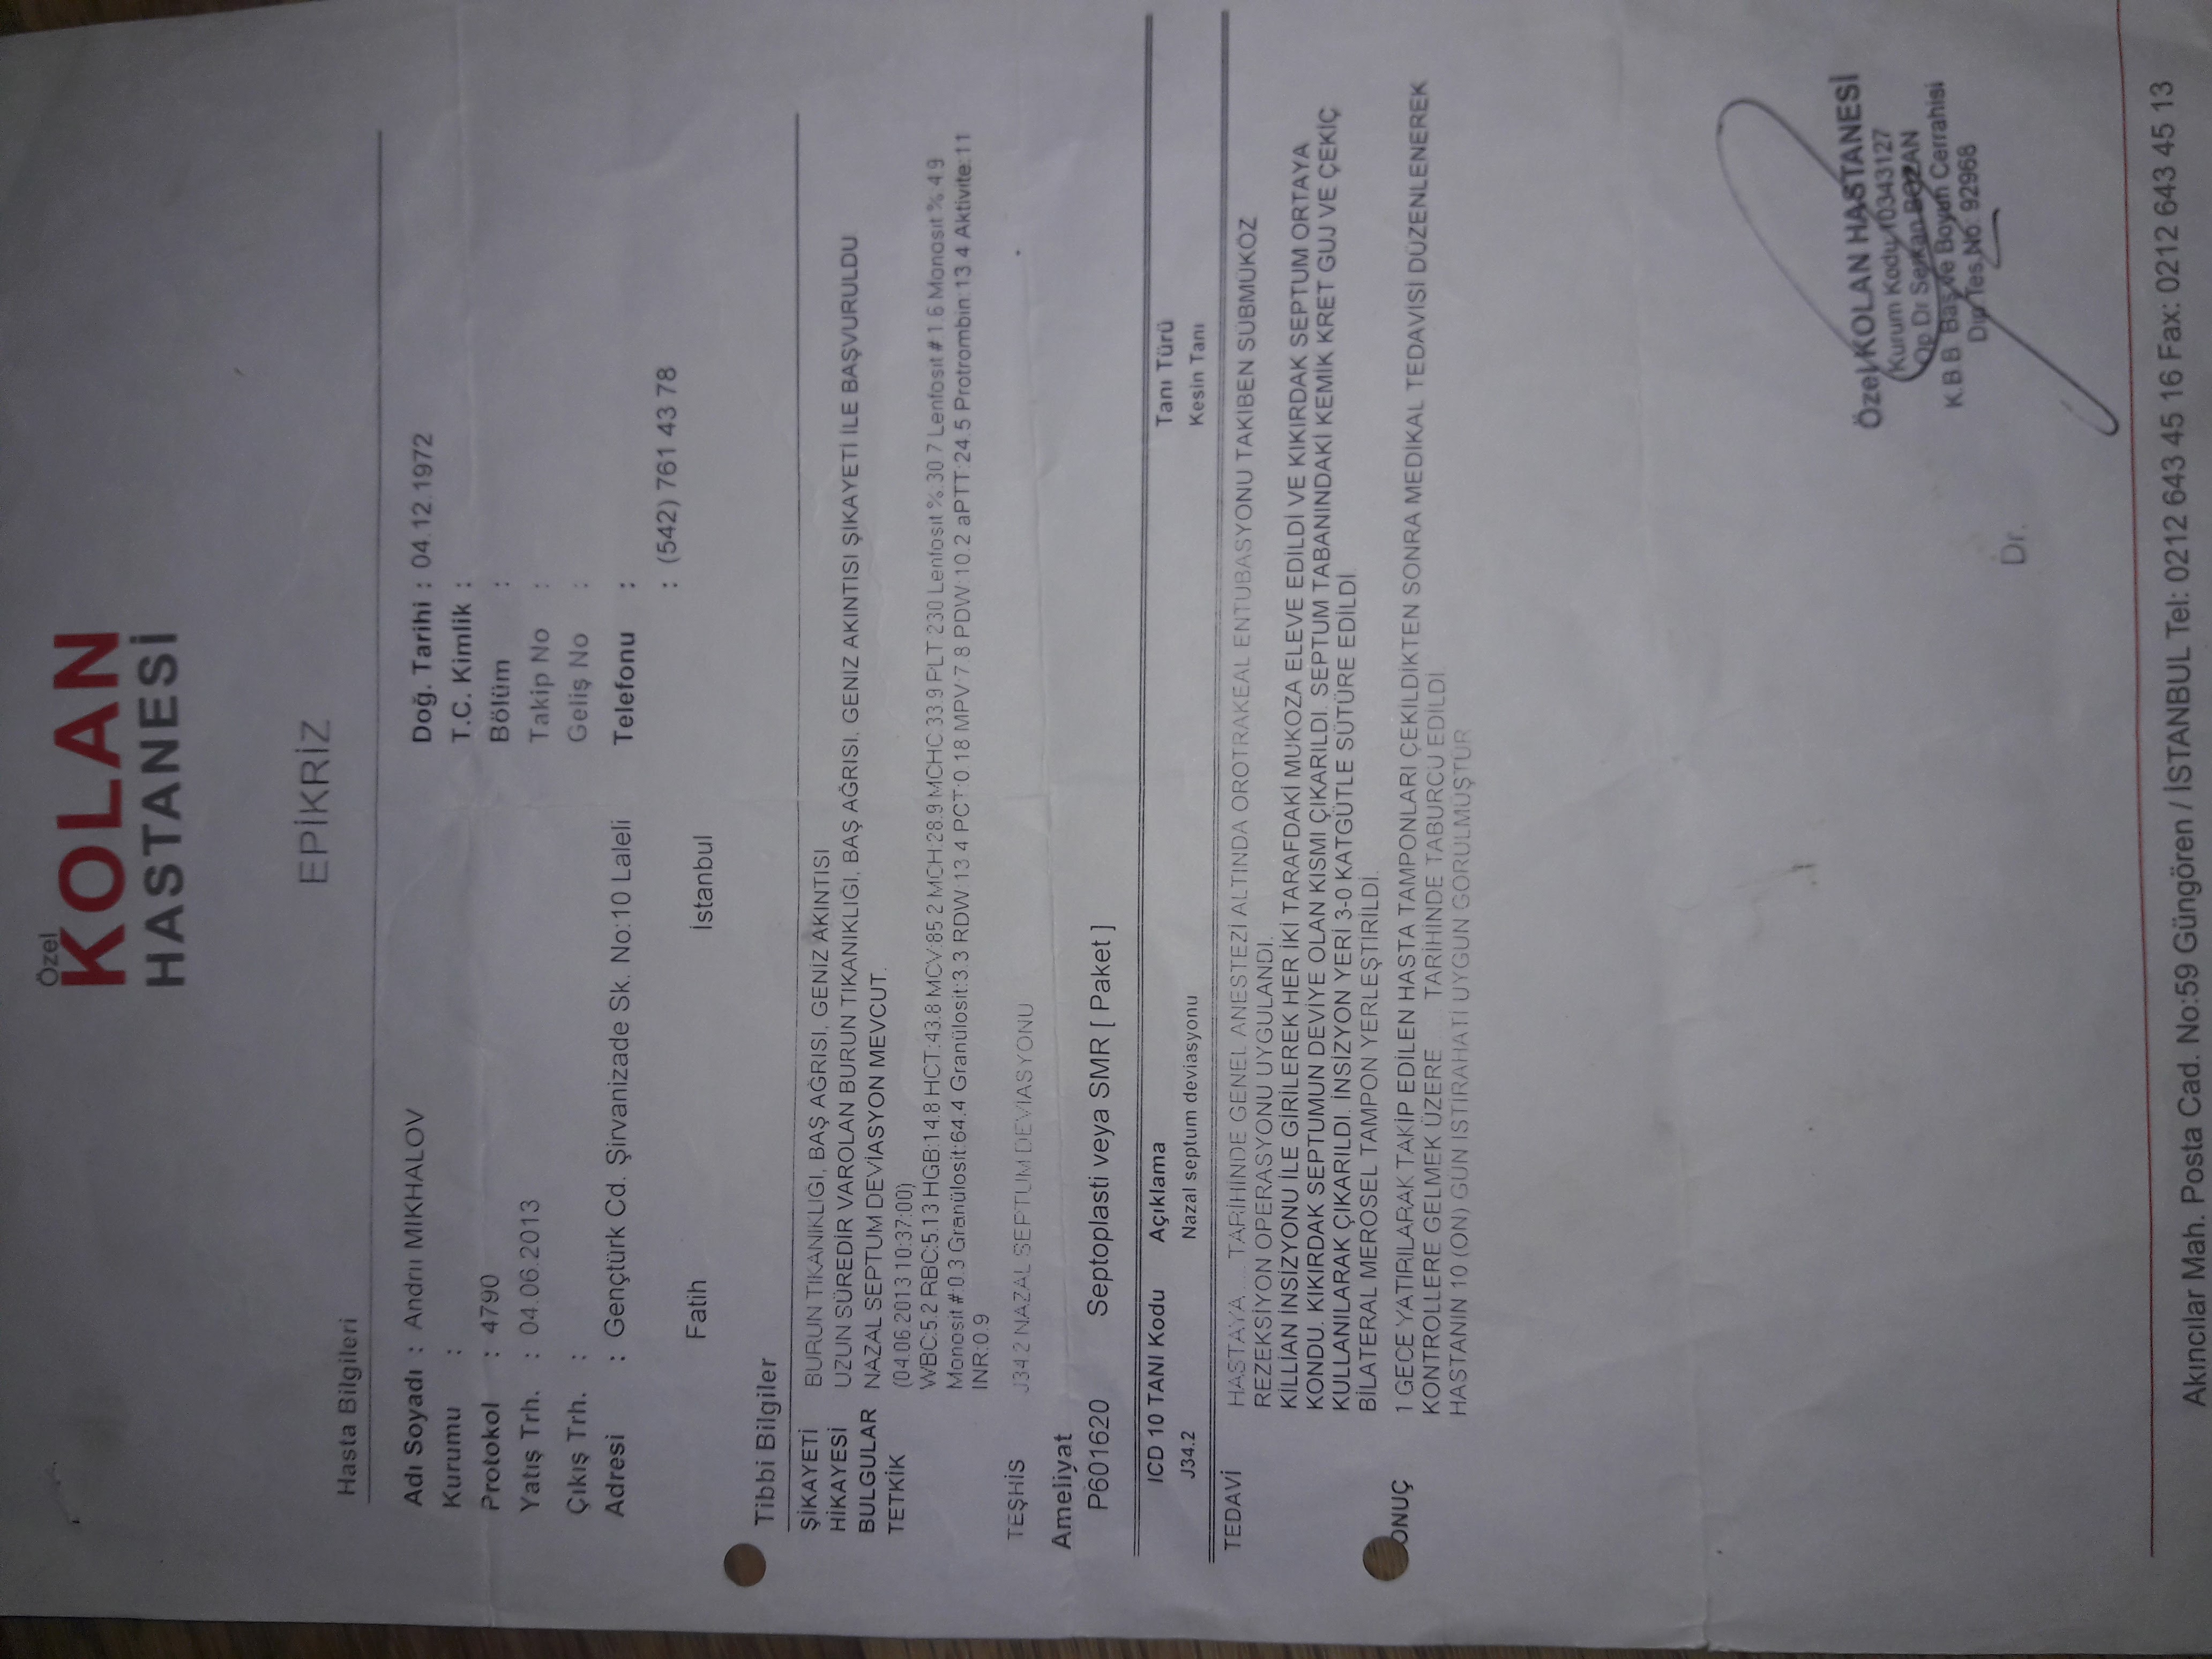 Özel
KOLAN
HASTANESİ
EPİKRİZ
Hasta Bilgileri
Adı Soyadı : Andrıı MIKHALOV
Doğ. Tarihi : 04.12.1972
Kurumu :
T.C. Kimlik :
Protokol : 4790
Bölüm :
Yatış Trh. : 04.06.2013
Takip No :
Çıkış Trh. :
Geliş No :
Adresi : Gençtürk Cd. Şirvanizade Sk. No:10 Laleli
Telefonu :
: (542) 761 43 78
Fatih İstanbul
Tibbi Bilgiler
ŞİKAYETİ BURUN TIKANIKLIĞI, BAŞ AĞRISI, GENİZ AKINTISI
HİKAYESİ UZUN SÜREDİR VAROLAN BURUN TIKANIKLIĞI, BAŞ AĞRISI, GENIZ AKINTISI ŞIKAYETİ İLE BAŞVURULDU
BULGULAR NAZAL SEPTUM DEVİASYON MEVCUT.
TETKİK (04.06.2013 10:37:00)
WBC:5.2 RBC:5.13 HGB:14.8 HCT:43.8 MCV:85.2 MCH:28.9 MCHC:33.9 PLT:230 Lenfosit %:30.7 Lenfosit #:1.6 Monosit %:4.9
Monosit #:0.3 Granülosit:64.4 Granülosit:3.3 RDW:13.4 PCT:0.18 MPV:7.8 PDW:10.2 aPTT:24.5 Protrombin:13.4 Aktivite:11
INR:0.9
TEŞHİS J34.2 NAZAL SEPTUM DEVİASYONU
Ameliyat
P601620 Septoplasti veya SMR [ Paket ]
ICD 10 TANI Kodu Açıklama Tanı Türü
J34.2 Nazal septum deviasyonu Kesin Tanı
TEDAVİ HASTAYA .... TARİHİNDE GENEL ANESTEZİ ALTINDA OROTRAKEAL ENTUBASYONU TAKİBEN SUBMÜKÖZ
REZEKSİYON OPERASYONU UYGULANDI.
KİLLİAN İNSİZYONU İLE GİRİLEREK HER İKİ TARAFDAKİ MUKOZA ELEVE EDİLDİ VE KIKIRDAK SEPTUM ORTAYA
KONDU. KIKIRDAK SEPTUMUN DEVİYE OLAN KISMI ÇIKARILDI. SEPTUM TABANINDAKİ KEMİK KRET GUJ VE ÇEKİÇ
KULLANILARAK ÇIKARILDI. İNSİZYON YERİ 3-0 KATGÜTLE SÜTÜRE EDİLDİ.
BİLATERAL MEROSEL TAMPON YERLEŞTİRİLDİ.
ONUÇ 1 GECE YATIRILARAK TAKİP EDİLEN HASTA TAMPONLARI ÇEKİLDİKTEN SONRA MEDİKAL TEDAVİSİ DÜZENLENEREK
KONTROLLERE GELMEK ÜZERE .... TARİHİNDE TABURCU EDİLDİ
HASTANIN 10 (ON) GÜN İSTİRAHATİ UYGUN GÖRÜLMÜŞTÜR
Özel KOLAN HASTANESİ
Kurum Kodu 10343127
Op.Dr Serkan BOZAN
K.B.B. Baş ve Boyun Cerrahisi
Dip.Tes.No: 92968
Dr.
Akıncılar Mah. Posta Cad. No:59 Güngören / İSTANBUL Tel: 0212 643 45 16 Fax: 0212 643 45 13